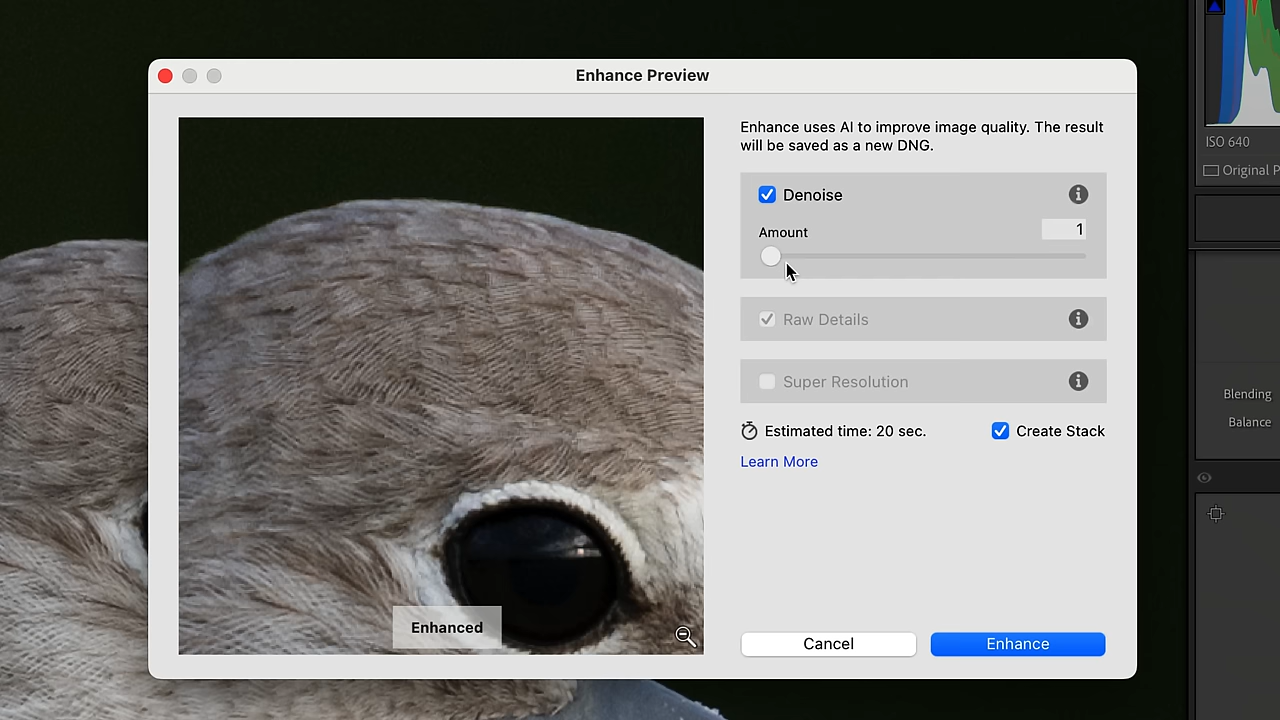 Enhance Preview
Enhance uses AI to improve image quality. The result
will be saved as a new DNG.
Denoise
Amount
1
Raw Details
Super Resolution
Estimated time: 20 sec.
Create Stack
Learn More
Cancel
Enhance
Enhanced
ISO 640
Original P
Blending
Balance